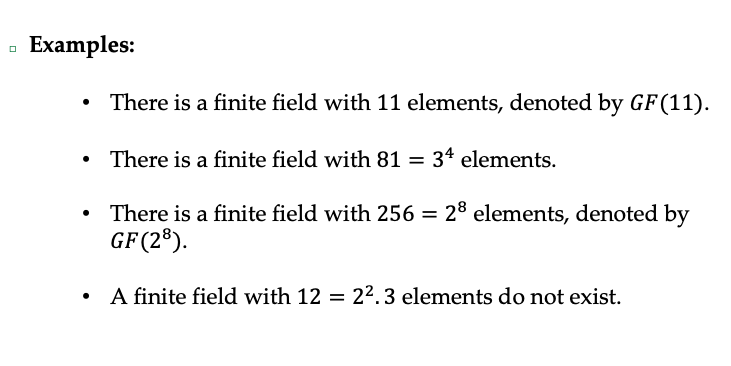 Examples:
• There is a finite field with 11 elements, denoted by GF(11).
• There is a finite field with 81 = 3⁴ elements.
• There is a finite field with 256 = 2⁸ elements, denoted by
GF(2⁸).
• A finite field with 12 = 2².3 elements do not exist.